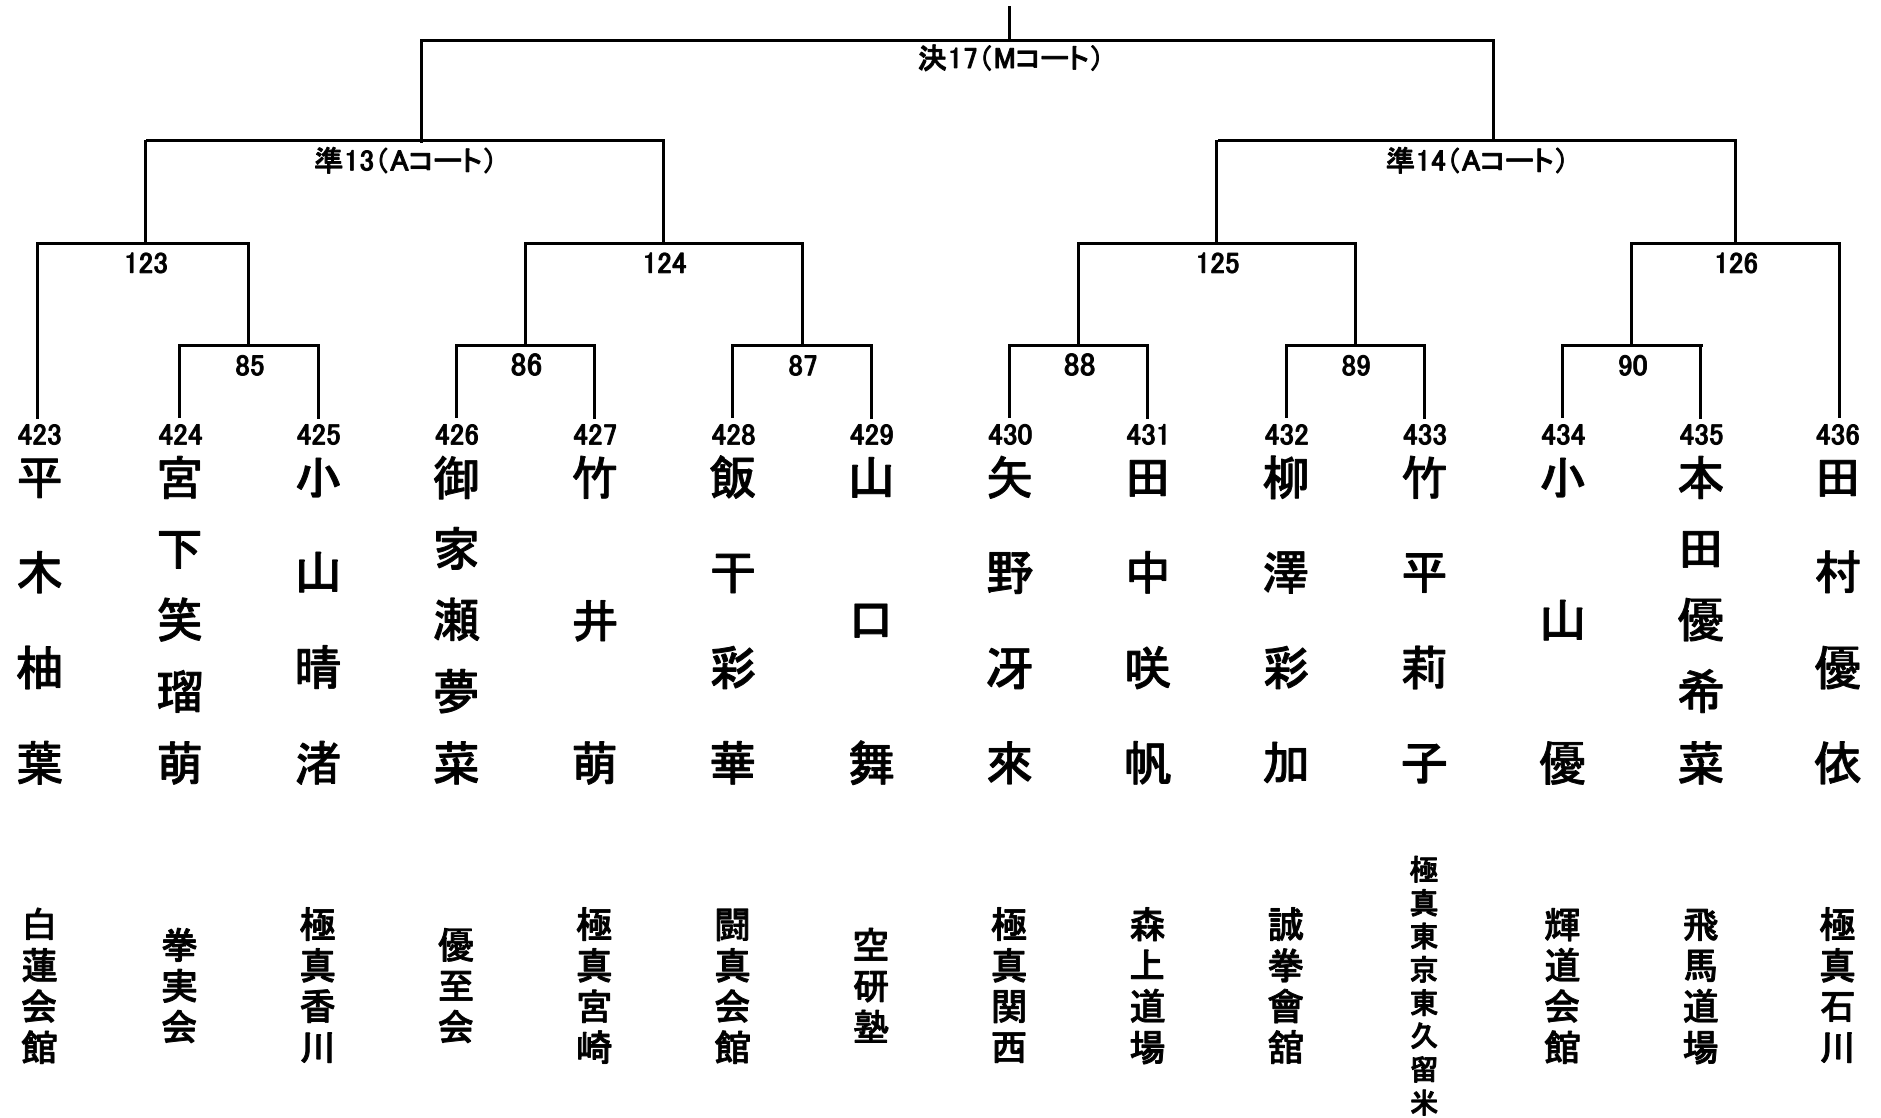 決17(Mコート)
準13(Aコート)
準14(Aコート)
123
124
125
126
85
86
87
88
89
90
423
424
425
426
427
428
429
430
431
432
433
434
435
436
平木柚葉
宮下笑瑠萌
小山晴渚
御家瀬夢菜
竹井萌
飯干彩華
山口舞
矢野冴來
田中咲帆
柳澤彩加
竹平莉子
小山優
本田優希菜
田村優依
白蓮会館
拳実会
極真香川
優至会
極真宮崎
闘真会館
空研塾
極真関西
森上道場
誠拳會舘
極真東京東久留米
輝道会館
飛馬道場
極真石川